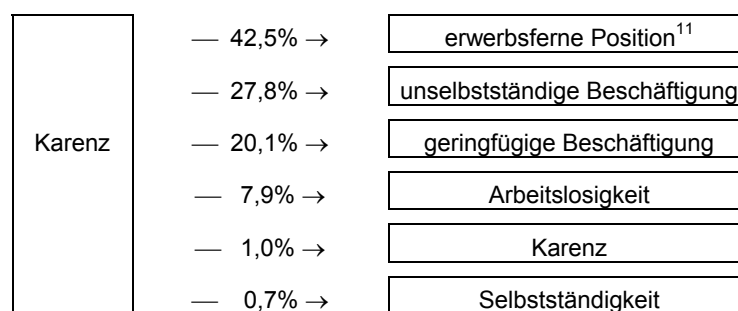 — 42,5% → erwerbsferne Position¹¹
— 27,8% → unselbstständige Beschäftigung
Karenz — 20,1% → geringfügige Beschäftigung
— 7,9% → Arbeitslosigkeit
— 1,0% → Karenz
— 0,7% → Selbstständigkeit